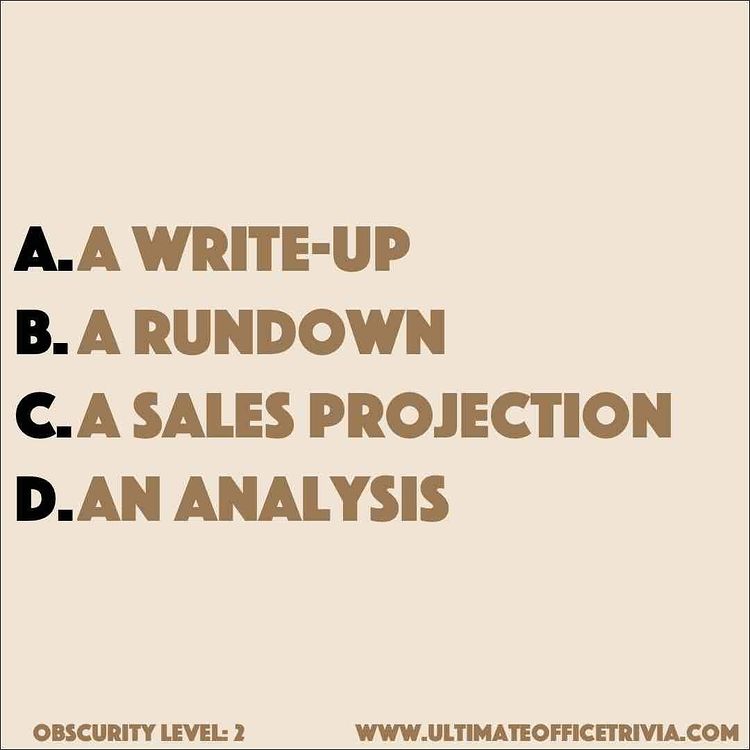 A. A WRITE-UP
B. A RUNDOWN
C. A SALES PROJECTION
D. AN ANALYSIS
OBSCURITY LEVEL: 2 WWW.ULTIMATEOFFICETRIVIA.COM